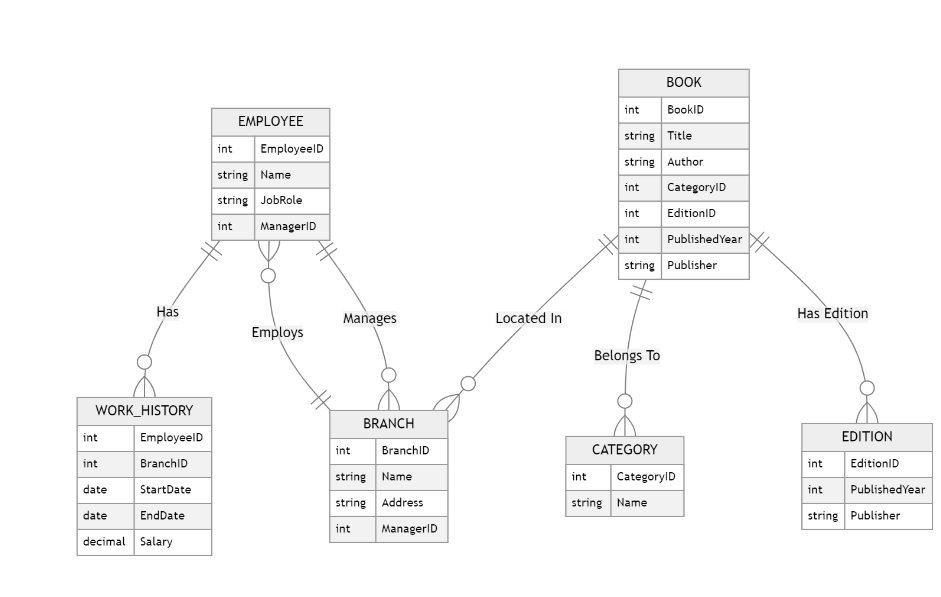 BOOK
int BookID
string Title
string Author
int CategoryID
int EditionID
int PublishedYear
string Publisher
EMPLOYEE
int EmployeeID
string Name
string JobRole
int ManagerID
Has
Employs
Manages
Located In
Belongs To
Has Edition
WORK_HISTORY
int EmployeeID
int BranchID
date StartDate
date EndDate
decimal Salary
BRANCH
int BranchID
string Name
string Address
int ManagerID
CATEGORY
int CategoryID
string Name
EDITION
int EditionID
int PublishedYear
string Publisher